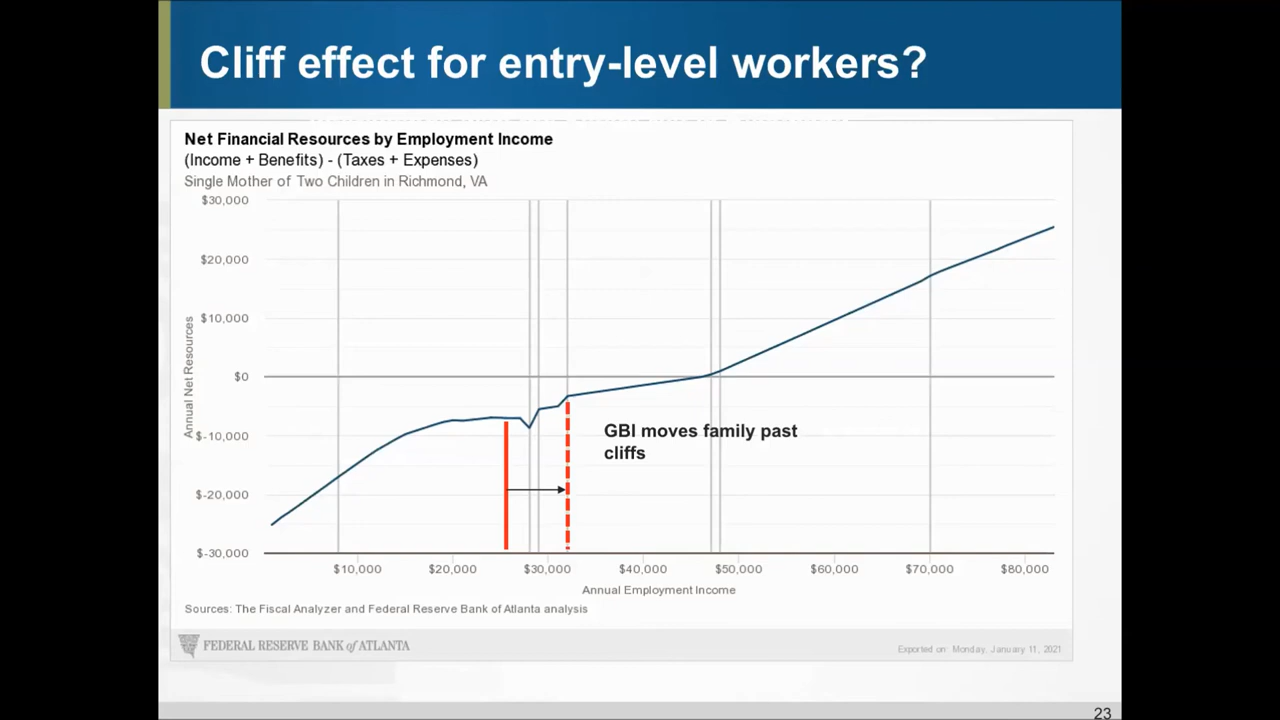 Cliff effect for entry-level workers?
Net Financial Resources by Employment Income
(Income + Benefits) - (Taxes + Expenses)
Single Mother of Two Children in Richmond, VA
$30,000
$20,000
$10,000
$0
$-10,000
$-20,000
$-30,000
Annual Net Resources
GBI moves family past
cliffs
$10,000 $20,000 $30,000 $40,000 $50,000 $60,000 $70,000 $80,000
Annual Employment Income
Sources: The Fiscal Analyzer and Federal Reserve Bank of Atlanta analysis
FEDERAL RESERVE BANK of ATLANTA
Exported on: Monday, January 11, 2021
23